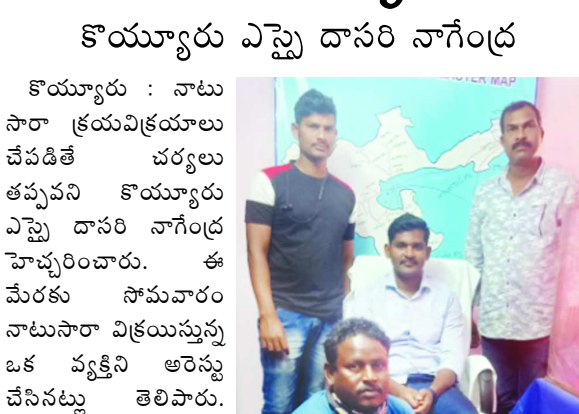 కొయ్యూరు ఎస్సై దాసరి నాగేంద్ర
కొయ్యూరు : నాటు
సారా క్రయవిక్రయాలు
చేపడితే చర్యలు
తప్పవని కొయ్యూరు
ఎస్సై దాసరి నాగేంద్ర
హెచ్చరించారు. ఈ
మేరకు సోమవారం
నాటుసారా విక్రయిస్తున్న
ఒక వ్యక్తిని అరెస్టు
చేసినట్లు తెలిపారు.
MAP